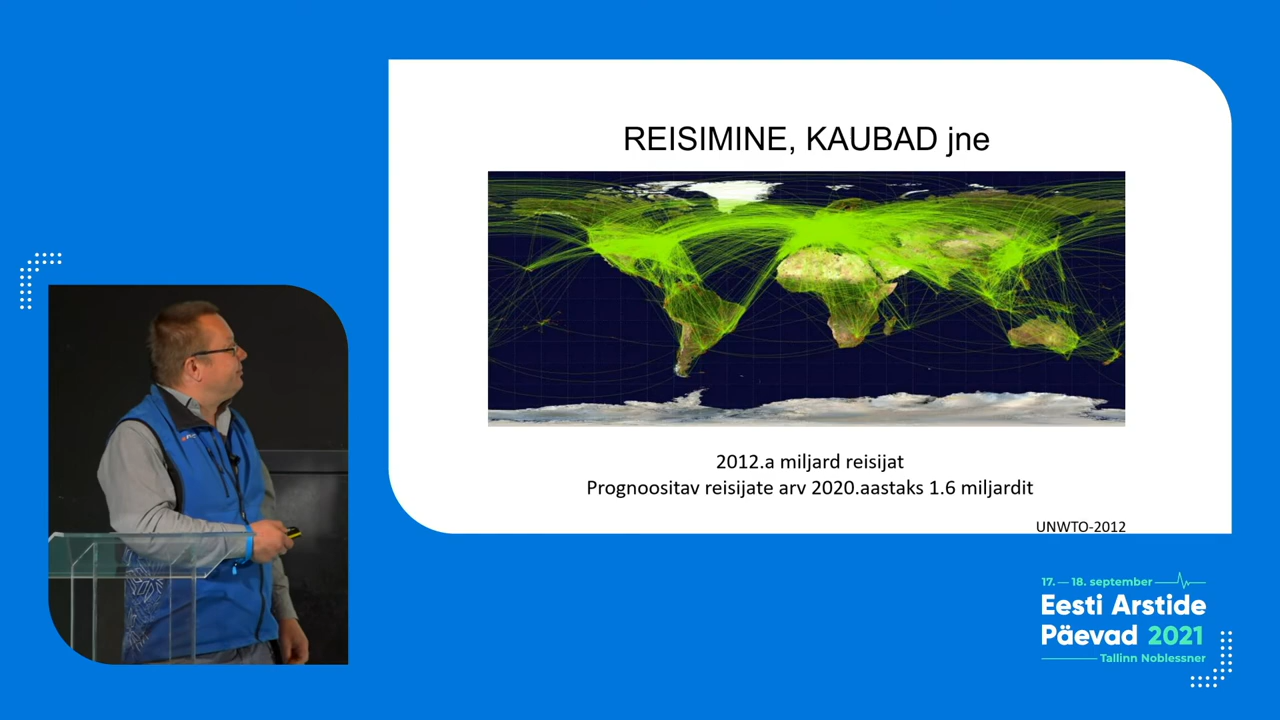 REISIMINE, KAUBAD jne
2012.a miljard reisijat
Prognoositav reisijate arv 2020.aastaks 1.6 miljardit
UNWTO-2012
17. — 18. september
Eesti Arstide
Päevad 2021
Tallinn Noblessner